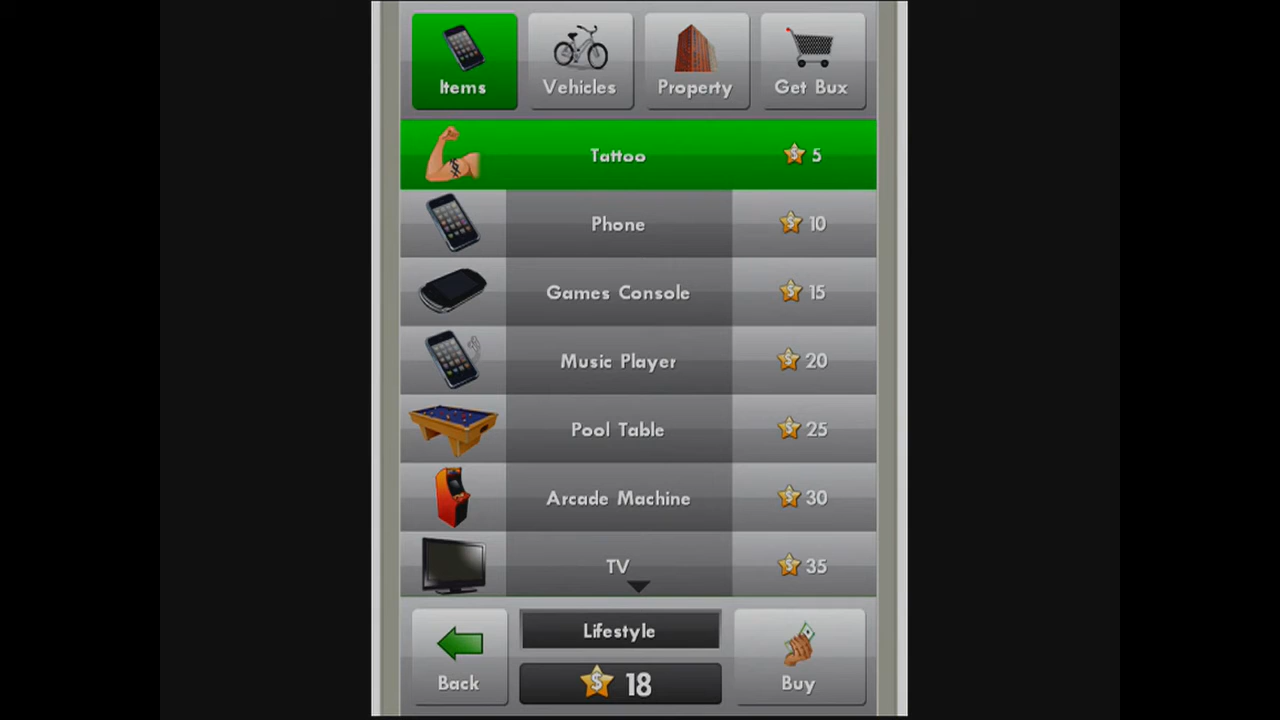 Items Vehicles Property Get Bux
Tattoo $ 5
Phone $ 10
Games Console $ 15
Music Player $ 20
Pool Table $ 25
Arcade Machine $ 30
TV $ 35
Lifestyle
Back $ 18 Buy